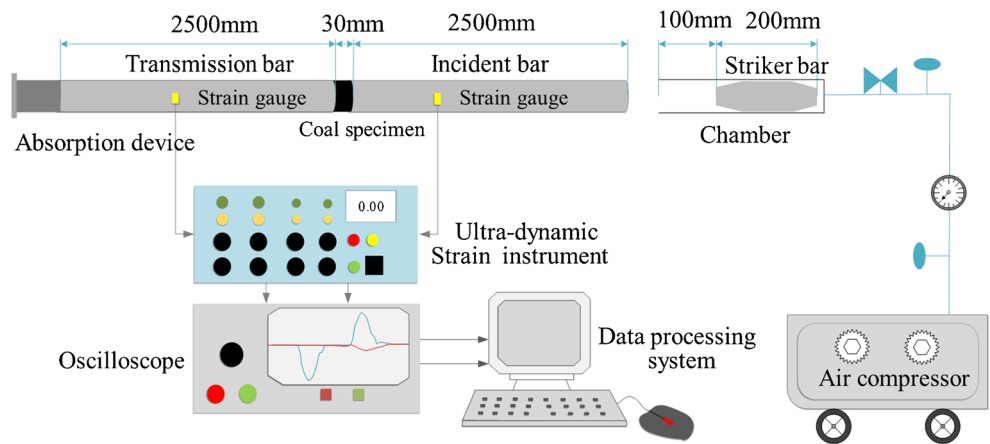 2500mm 30mm 2500mm 100mm 200mm
Transmission bar Incident bar Striker bar
Strain gauge Strain gauge
Coal specimen
Absorption device
Chamber
0.00
Ultra-dynamic
Strain instrument
Oscilloscope
Data processing
system
Air compressor